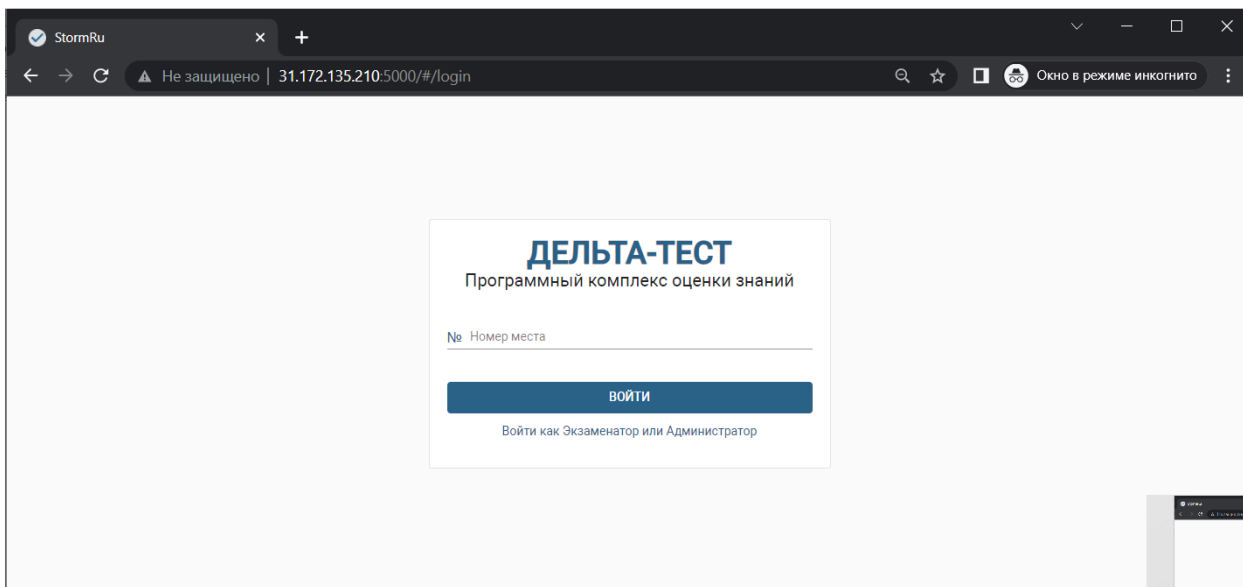 StormRu
Не защищено | 31.172.135.210:5000/#/login
Окно в режиме инкогнито
ДЕЛЬТА-ТЕСТ
Программный комплекс оценки знаний
№ Номер места
ВОЙТИ
Войти как Экзаменатор или Администратор